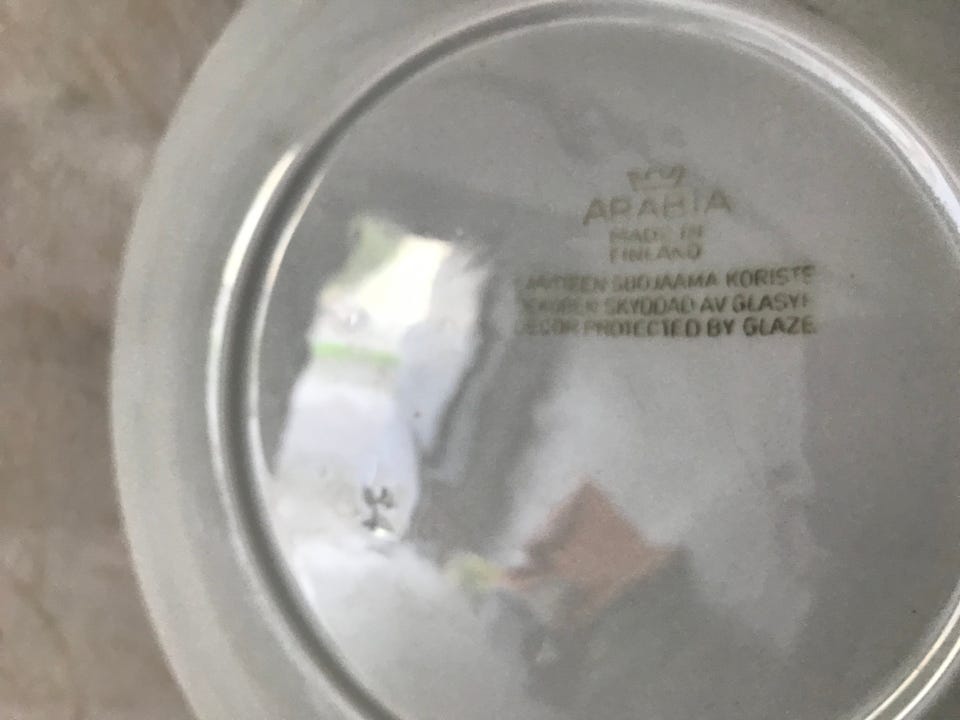 ARABIA
MADE IN
FINLAND
SUOJAAMA KORISTE
SKYDDAD AV GLASYR
DECOR PROTECTED BY GLAZE